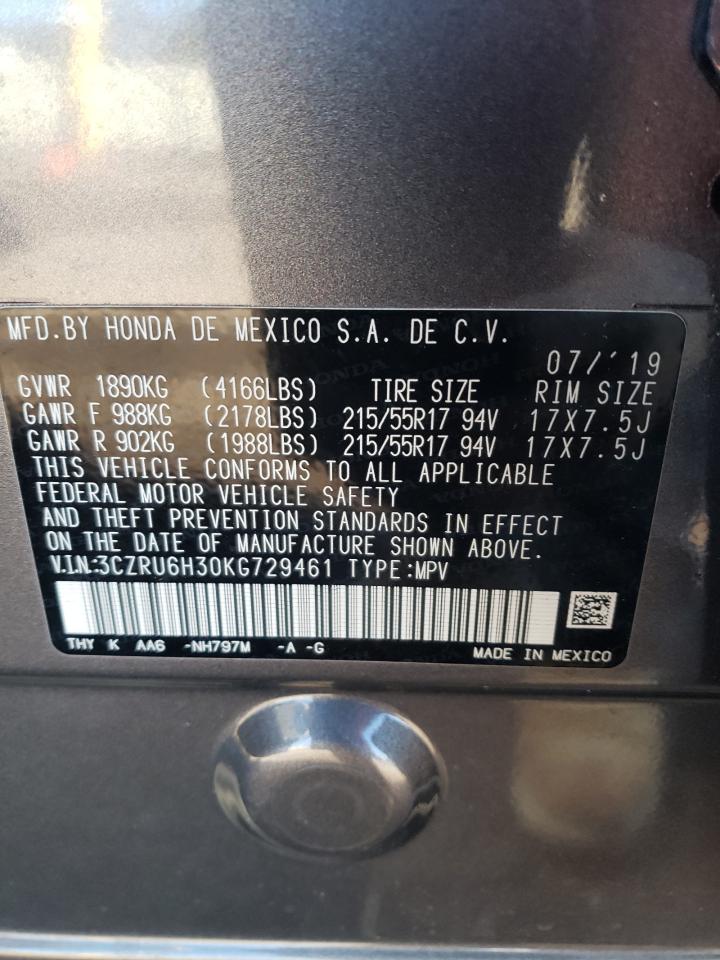 MFD.BY HONDA DE MEXICO S.A. DE C.V.
07/'19
GVWR 1890KG (4166LBS) TIRE SIZE RIM SIZE
GAWR F 988KG (2178LBS) 215/55R17 94V 17X7.5J
GAWR R 902KG (1988LBS) 215/55R17 94V 17X7.5J
THIS VEHICLE CONFORMS TO ALL APPLICABLE
FEDERAL MOTOR VEHICLE SAFETY
AND THEFT PREVENTION STANDARDS IN EFFECT
ON THE DATE OF MANUFACTURE SHOWN ABOVE.
V.I.N:3CZRU6H30KG729461 TYPE:MPV
THY K AA6 -NH797M -A -G MADE IN MEXICO